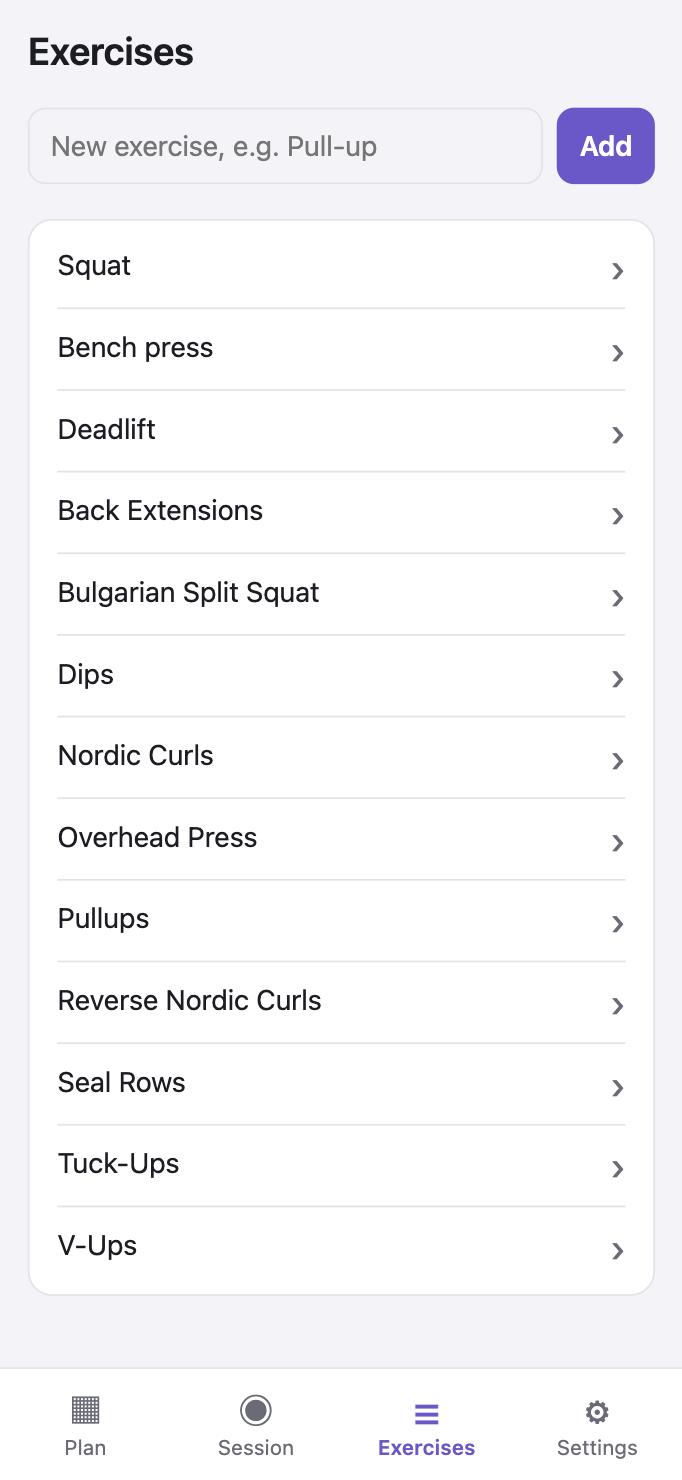 Exercises
New exercise, e.g. Pull-up
Add
Squat
Bench press
Deadlift
Back Extensions
Bulgarian Split Squat
Dips
Nordic Curls
Overhead Press
Pullups
Reverse Nordic Curls
Seal Rows
Tuck-Ups
V-Ups
Plan
Session
Exercises
Settings